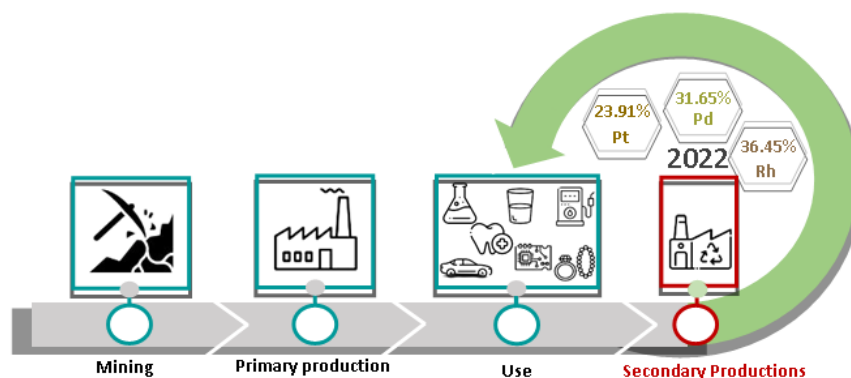 23.91%
Pt
31.65%
Pd
36.45%
Rh
2022
Mining
Primary production
Use
Secondary Productions